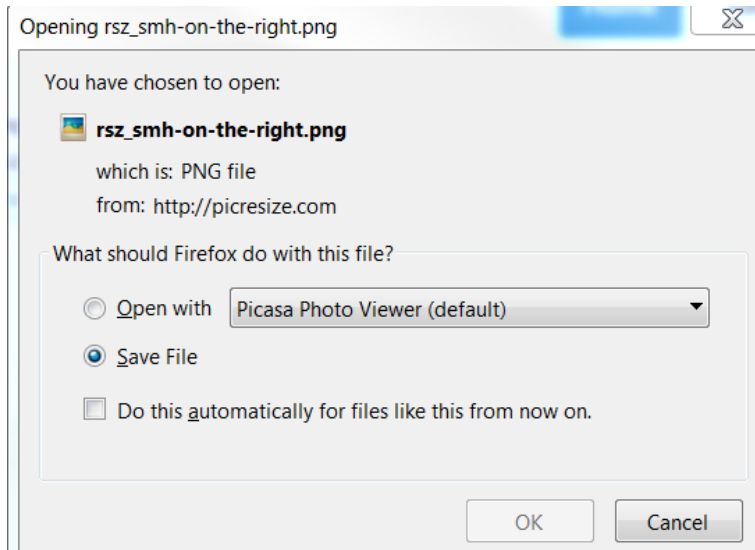 Opening rsz_smh-on-the-right.png
You have chosen to open:
rsz_smh-on-the-right.png
which is: PNG file
from: http://picresize.com
What should Firefox do with this file?
Open with Picasa Photo Viewer (default)
Save File
Do this automatically for files like this from now on.
OK Cancel